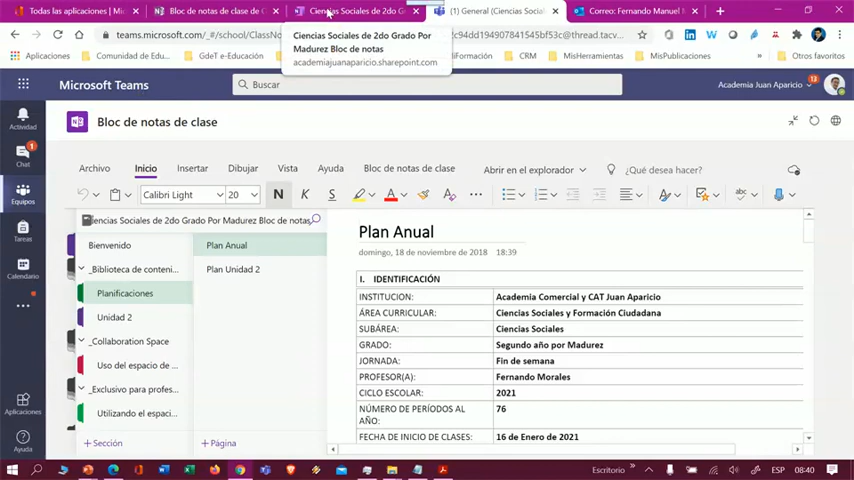 Todas las aplicaciones | M
Bloc de notas de clase de C
Ciencias Sociales de 2do Gr
(1) General (Ciencias Social
Correo: Fernando Manuel M
Ciencias Sociales de 2do Grado Por
Madurez Bloc de notas
academiajuanaparicio.sharepoint.com
teams.microsoft.com/_#/school/ClassNo
c94dd194907841545bf53c@thread.tacv...
Aplicaciones
Comunidad de Educ
GdeT e-Educación
MiFormación
MisHerramientas
MisPublicaciones
Otros favoritos
Microsoft Teams
Buscar
Academia Juan Aparicio
Actividad
Chat
1
Equipos
Tareas
Calendario
Aplicaciones
Ayuda
Bloc de notas de clase
Archivo Inicio Insertar Dibujar Vista Ayuda Bloc de notas de clase Abrir en el explorador ¿Qué desea hacer?
Calibri Light 20 N K S
Ciencias Sociales de 2do Grado Por Madurez Bloc de notas
Bienvenido
_Biblioteca de conteni...
Planificaciones
Unidad 2
_Collaboration Space
Uso del espacio de ...
_Exclusivo para profes...
Utilizando el espaci...
+ Sección
Plan Anual
Plan Unidad 2
+ Página
Plan Anual
domingo, 18 de noviembre de 2018 18:39
I. IDENTIFICACIÓN
INSTITUCION: Academia Comercial y CAT Juan Aparicio
ÁREA CURRICULAR: Ciencias Sociales y Formación Ciudadana
SUBÁREA: Ciencias Sociales
GRADO: Segundo año por Madurez
JORNADA: Fin de semana
PROFESOR(A): Fernando Morales
CICLO ESCOLAR: 2021
NÚMERO DE PERÍODOS AL AÑO: 76
FECHA DE INICIO DE CLASES: 16 de Enero de 2021
Escritorio
ESP
08:40